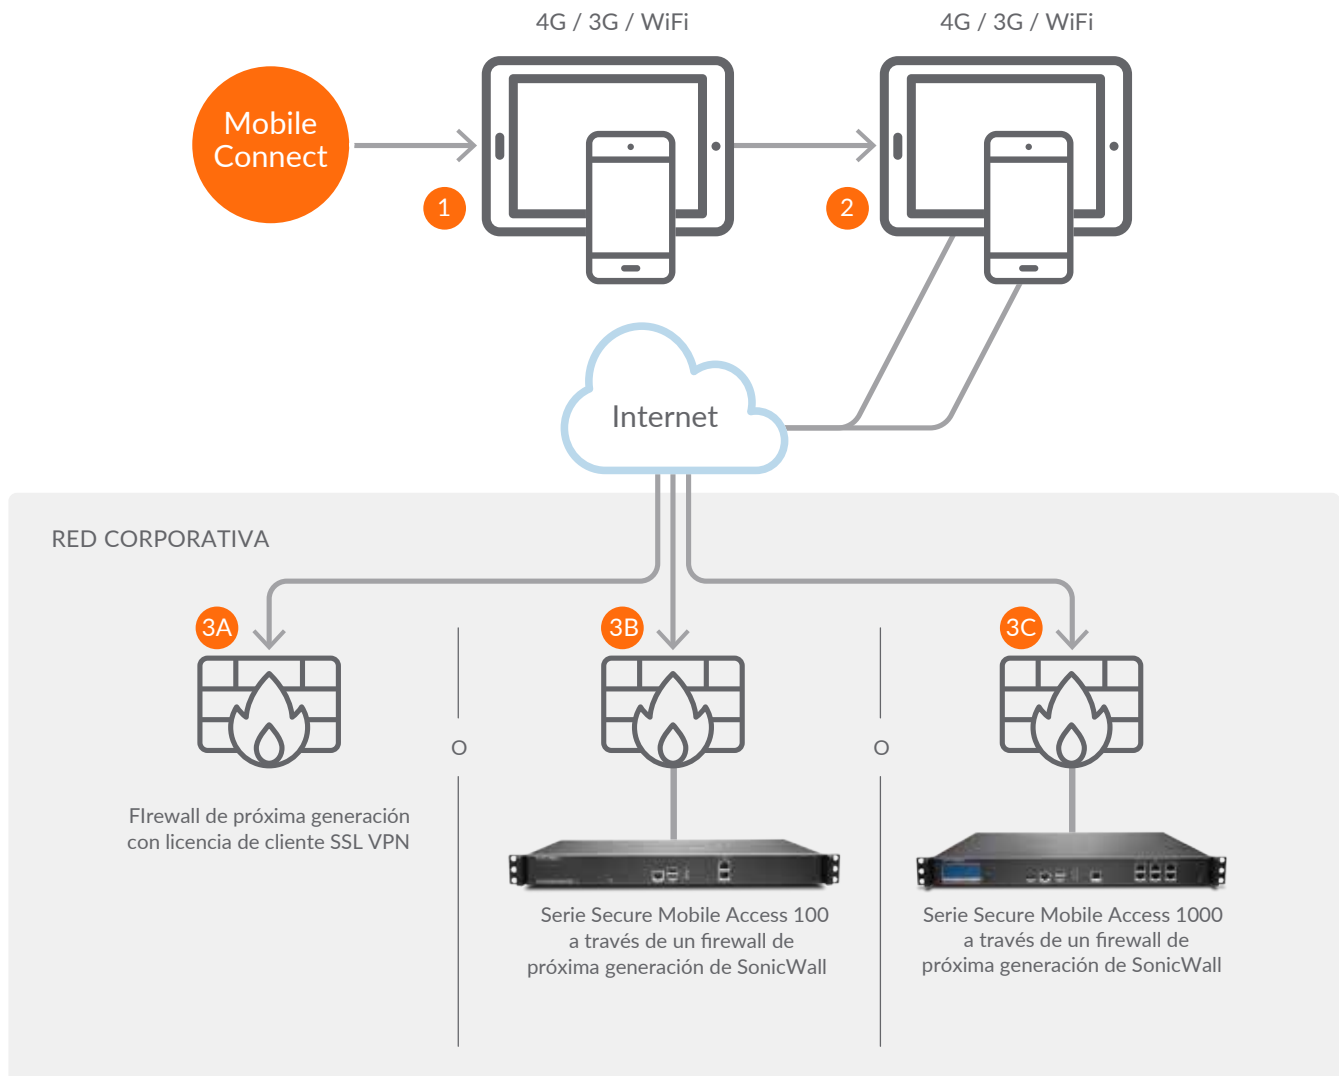 4G / 3G / WiFi
4G / 3G / WiFi
Mobile
Connect
1
2
Internet
RED CORPORATIVA
3A
3B
3C
O
O
FIrewall de próxima generación
con licencia de cliente SSL VPN
Serie Secure Mobile Access 100
a través de un firewall de
próxima generación de SonicWall
Serie Secure Mobile Access 1000
a través de un firewall de
próxima generación de SonicWall